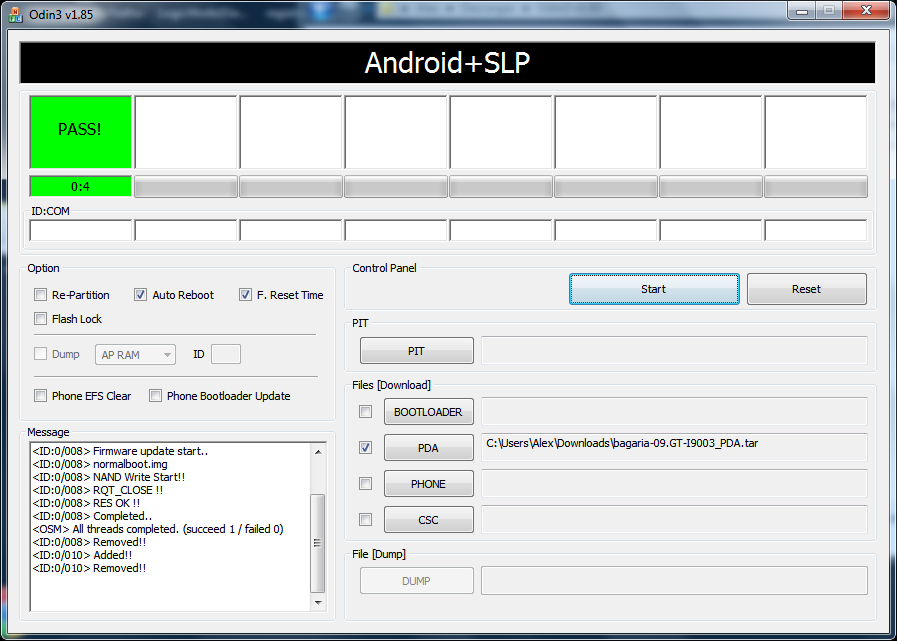 Odin3 v1.85
Android+SLP
PASS!
0:4
ID:COM
Option
Re-Partition
Auto Reboot
F. Reset Time
Flash Lock
Dump
AP RAM
ID
Phone EFS Clear
Phone Bootloader Update
Message
<ID:0/008> Firmware update start..
<ID:0/008> normalboot.img
<ID:0/008> NAND Write Start!!
<ID:0/008> RQT_CLOSE !!
<ID:0/008> RES OK !!
<ID:0/008> Completed..
<OSM> All threads completed. (succeed 1 / failed 0)
<ID:0/008> Removed!!
<ID:0/010> Added!!
<ID:0/010> Removed!!
Control Panel
Start
Reset
PIT
PIT
Files [Download]
BOOTLOADER
PDA
C:\Users\Alex\Downloads\bagaria-09.GT-I9003_PDA.tar
PHONE
CSC
File [Dump]
DUMP